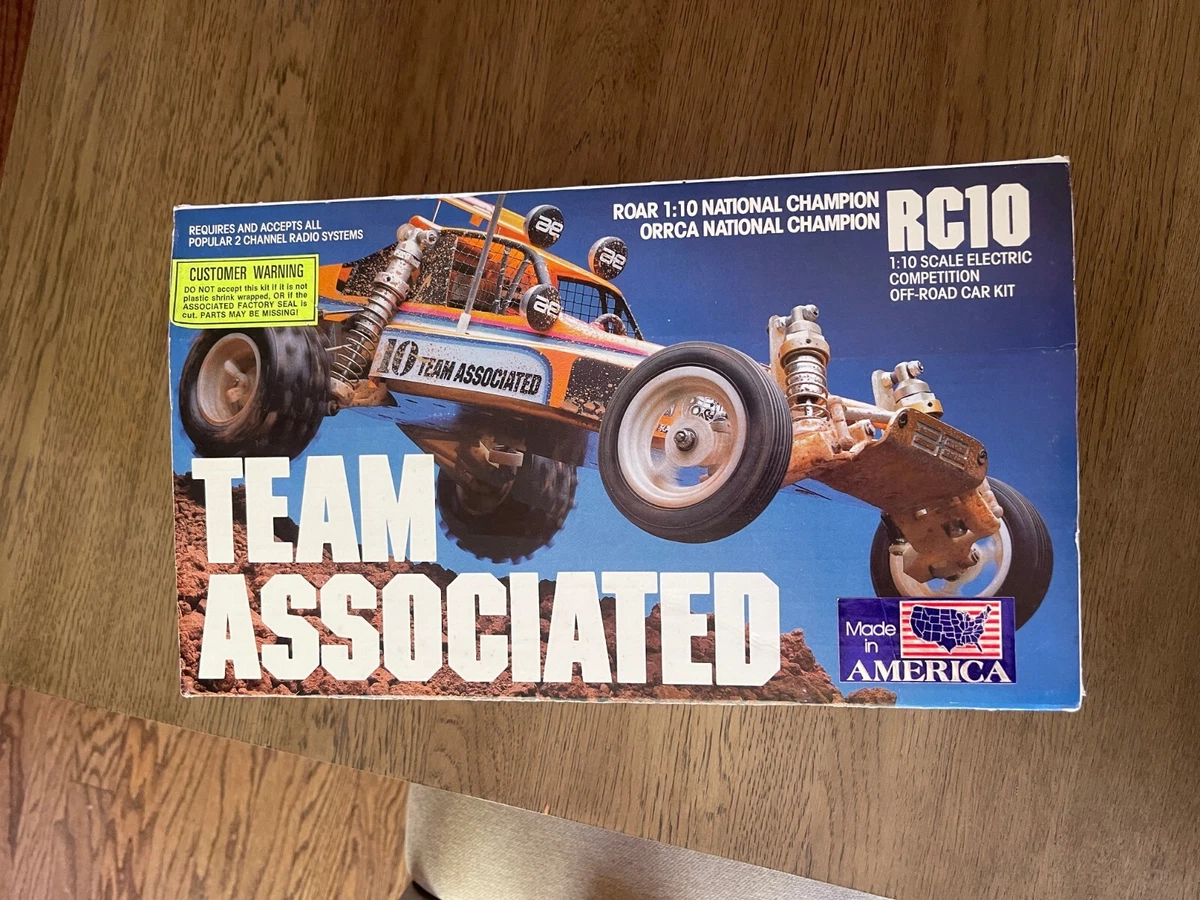 REQUIRES AND ACCEPTS ALL
POPULAR 2 CHANNEL RADIO SYSTEMS
CUSTOMER WARNING
DO NOT accept this kit if it is not
plastic shrink wrapped, OR if the
ASSOCIATED FACTORY SEAL is
cut. PARTS MAY BE MISSING!
ROAR 1:10 NATIONAL CHAMPION
ORRCA NATIONAL CHAMPION
RC10
1:10 SCALE ELECTRIC
COMPETITION
OFF-ROAD CAR KIT
ae
ae
ae
10 TEAM ASSOCIATED
TEAM
ASSOCIATED
Made
in
AMERICA